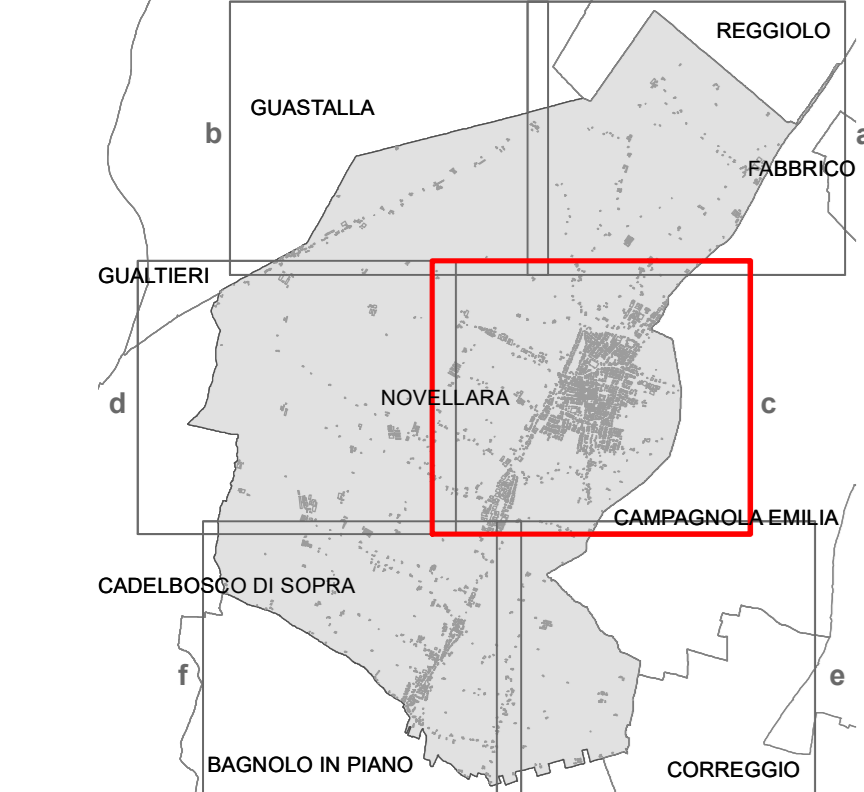 REGGIOLO
GUASTALLA
b
a
FABBRICO
GUALTIERI
NOVELLARA
d
c
CAMPAGNOLA EMILIA
CADELBOSCO DI SOPRA
f
e
BAGNOLO IN PIANO
CORREGGIO